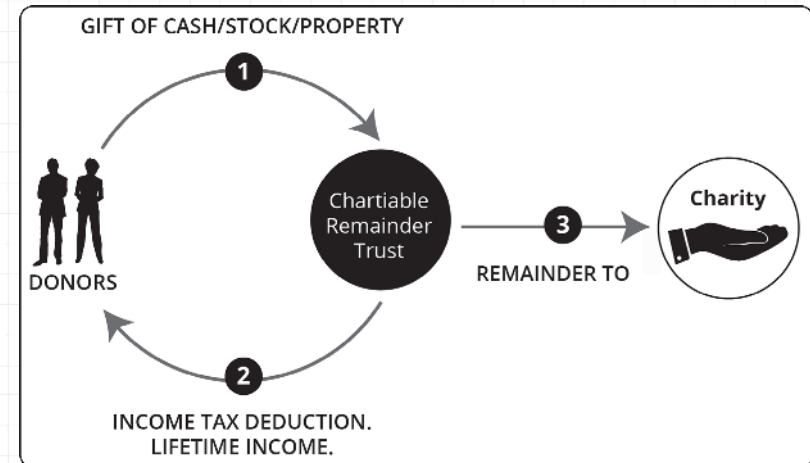 GIFT OF CASH/STOCK/PROPERTY
1
Chartiable
Remainder
Trust
DONORS
3
REMAINDER TO
Charity
2
INCOME TAX DEDUCTION.
LIFETIME INCOME.